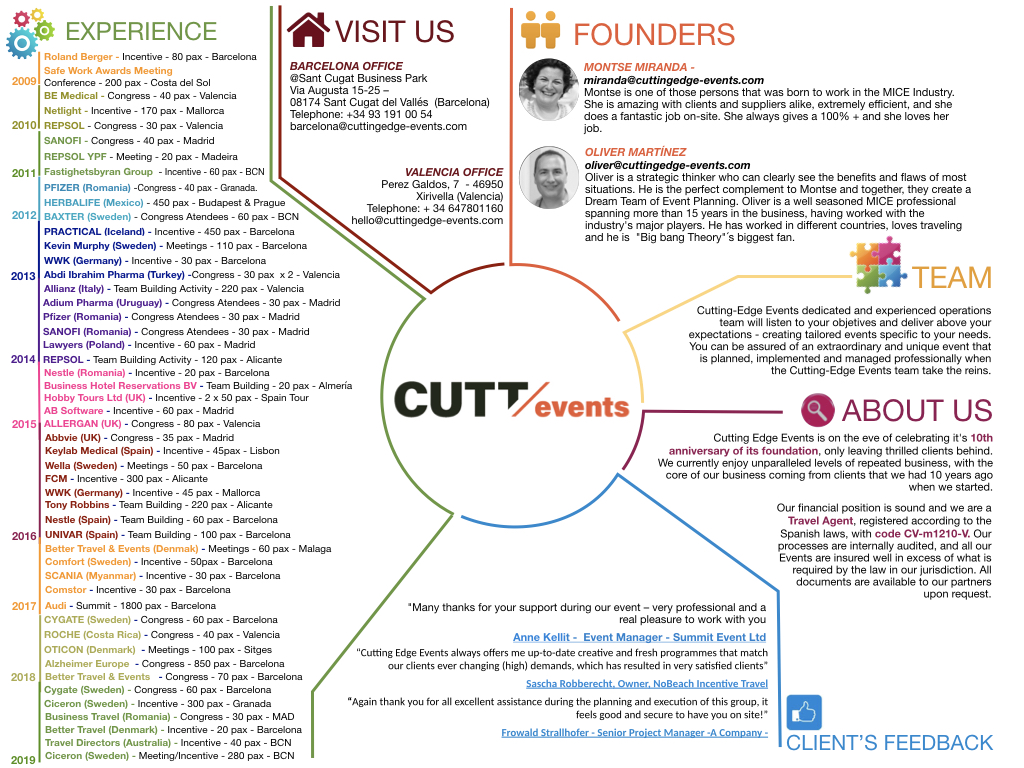 EXPERIENCE
Roland Berger - Incentive - 80 pax - Barcelona
Safe Work Awards Meeting
2009
Conference - 200 pax - Costa del Sol
BE Medical - Congress - 40 pax - Valencia
Netlight - Incentive - 170 pax - Mallorca
2010
REPSOL - Congress - 30 pax - Valencia
SANOFI - Congress - 40 pax - Madrid
REPSOL YPF - Meeting - 20 pax - Madeira
2011
Fastighetsbyran Group - Incentive - 60 pax - BCN
PFIZER (Romania) -Congress - 40 pax - Granada.
HERBALIFE (Mexico) - 450 pax - Budapest & Prague
2012
BAXTER (Sweden) - Congress Atendees - 60 pax - BCN
PRACTICAL (Iceland) - Incentive - 450 pax - Barcelona
Kevin Murphy (Sweden) - Meetings - 110 pax - Barcelona
WWK (Germany) - Incentive - 30 pax - Barcelona
2013
Abdi Ibrahim Pharma (Turkey) -Congress - 30 pax x 2 - Valencia
Allianz (Italy) - Team Building Activity - 220 pax - Valencia
Adium Pharma (Uruguay) - Congress Atendees - 30 pax - Madrid
Pfizer (Romania) - Congress Atendees - 30 pax - Madrid
SANOFI (Romania) - Congress Atendees - 30 pax - Madrid
Lawyers (Poland) - Incentive - 60 pax - Madrid
2014
REPSOL - Team Building Activity - 120 pax - Alicante
Nestle (Romania) - Incentive - 20 pax - Barcelona
Business Hotel Reservations BV - Team Building - 20 pax - Almería
Hobby Tours Ltd (UK) - Incentive - 2 x 50 pax - Spain Tour
AB Software - Incentive - 60 pax - Madrid
2015
ALLERGAN (UK) - Congress - 80 pax - Valencia
Abbvie (UK) - Congress - 35 pax - Madrid
Keylab Medical (Spain) - Incentive - 45pax - Lisbon
Wella (Sweden) - Meetings - 50 pax - Barcelona
FCM - Incentive - 300 pax - Alicante
WWK (Germany) - Incentive - 45 pax - Mallorca
Tony Robbins - Team Building - 220 pax - Alicante
Nestle (Spain) - Team Building - 60 pax - Barcelona
2016
UNIVAR (Spain) - Team Building - 100 pax - Barcelona
Better Travel & Events (Denmak) - Meetings - 60 pax - Malaga
Comfort (Sweden) - Incentive - 50pax - Barcelona
SCANIA (Myanmar) - Incentive - 30 pax - Barcelona
Comstor - Incentive - 30 pax - Barcelona
2017
Audi - Summit - 1800 pax - Barcelona
CYGATE (Sweden) - Congress - 60 pax - Barcelona
ROCHE (Costa Rica) - Congress - 40 pax - Valencia
OTICON (Denmark) - Meetings - 100 pax - Sitges
Alzheimer Europe - Congress - 850 pax - Barcelona
2018
Better Travel & Events - Congress - 70 pax - Barcelona
Cygate (Sweden) - Congress - 60 pax - Barcelona
Ciceron (Sweden) - Incentive - 300 pax - Granada
Business Travel (Romania) - Congress - 30 pax - MAD
Better Travel (Denmark) - Incentive - 20 pax - Barcelona
Travel Directors (Australia) - Incentive - 40 pax - BCN
Ciceron (Sweden) - Meeting/Incentive - 280 pax - BCN
2019
VISIT US
BARCELONA OFFICE
@Sant Cugat Business Park
Via Augusta 15-25 –
08174 Sant Cugat del Vallés (Barcelona)
Telephone: +34 93 191 00 54
barcelona@cuttingedge-events.com
VALENCIA OFFICE
Perez Galdos, 7 - 46950
Xirivella (Valencia)
Telephone: + 34 647801160
hello@cuttingedge-events.com
FOUNDERS
MONTSE MIRANDA -
miranda@cuttingedge-events.com
Montse is one of those persons that was born to work in the MICE Industry.
She is amazing with clients and suppliers alike, extremely efficient, and she
does a fantastic job on-site. She always gives a 100% + and she loves her
job.
OLIVER MARTÍNEZ
oliver@cuttingedge-events.com
Oliver is a strategic thinker who can clearly see the benefits and flaws of most
situations. He is the perfect complement to Montse and together, they create a
Dream Team of Event Planning. Oliver is a well seasoned MICE professional
spanning more than 15 years in the business, having worked with the
industry's major players. He has worked in different countries, loves traveling
and he is "Big bang Theory"´s biggest fan.
TEAM
Cutting-Edge Events dedicated and experienced operations
team will listen to your objetives and deliver above your
expectations - creating tailored events specific to your needs.
You can be assured of an extraordinary and unique event that
is planned, implemented and managed professionally when
the Cutting-Edge Events team take the reins.
CUTT/events
ABOUT US
Cutting Edge Events is on the eve of celebrating it's 10th
anniversary of its foundation, only leaving thrilled clients behind.
We currently enjoy unparalleled levels of repeated business, with the
core of our business coming from clients that we had 10 years ago
when we started.
Our financial position is sound and we are a
Travel Agent, registered according to the
Spanish laws, with code CV-m1210-V. Our
processes are internally audited, and all our
Events are insured well in excess of what is
required by the law in our jurisdiction. All
documents are available to our partners
upon request.
"Many thanks for your support during our event – very professional and a
real pleasure to work with you
Anne Kellit - Event Manager - Summit Event Ltd
“Cutting Edge Events always offers me up-to-date creative and fresh programmes that match
our clients ever changing (high) demands, which has resulted in very satisfied clients”
Sascha Robberecht, Owner, NoBeach Incentive Travel
“Again thank you for all excellent assistance during the planning and execution of this group, it
feels good and secure to have you on site!”
Frowald Strallhofer - Senior Project Manager -A Company -
CLIENT’S FEEDBACK